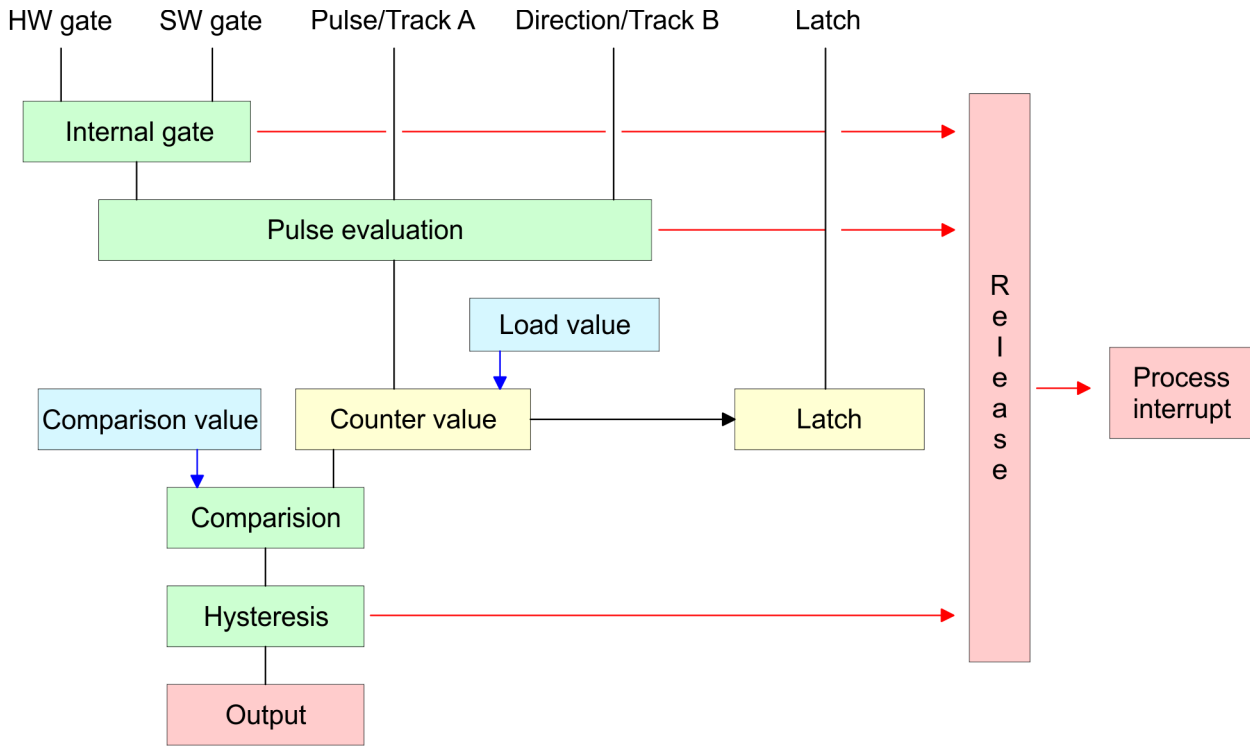 HW gate
SW gate
Pulse/Track A
Direction/Track B
Latch
Internal gate
Pulse evaluation
Load value
Comparison value
Counter value
Latch
Comparision
Hysteresis
Output
Release
Process
interrupt